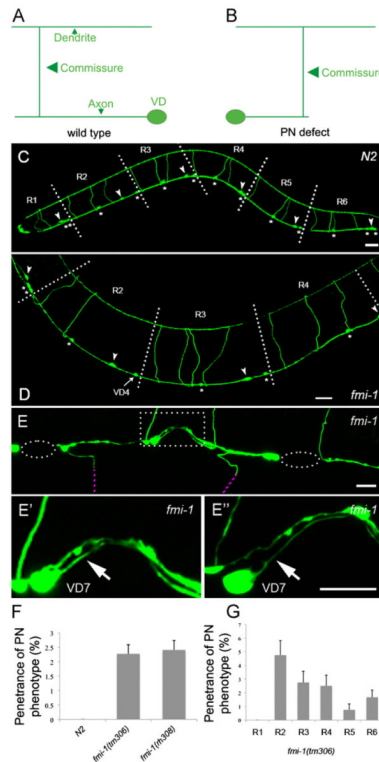 A
B
Dendrite
Commissure
Commissure
Axon
VD
wild type
PN defect
C
N2
R1
R2
R3
R4
R5
R6
*
D
R2
R3
R4
VD4
fmi-1
E
fmi-1
E'
fmi-1
VD7
E''
fmi-1
VD7
F
Penetrance of PN phenotype (%)
3
2.5
2
1.5
1
0.5
0
N2
fmi-1(tm306)
fmi-1(rh308)
G
Penetrance of PN phenotype (%)
7
6
5
4
3
2
1
0
R1 R2 R3 R4 R5 R6
fmi-1(tm306)